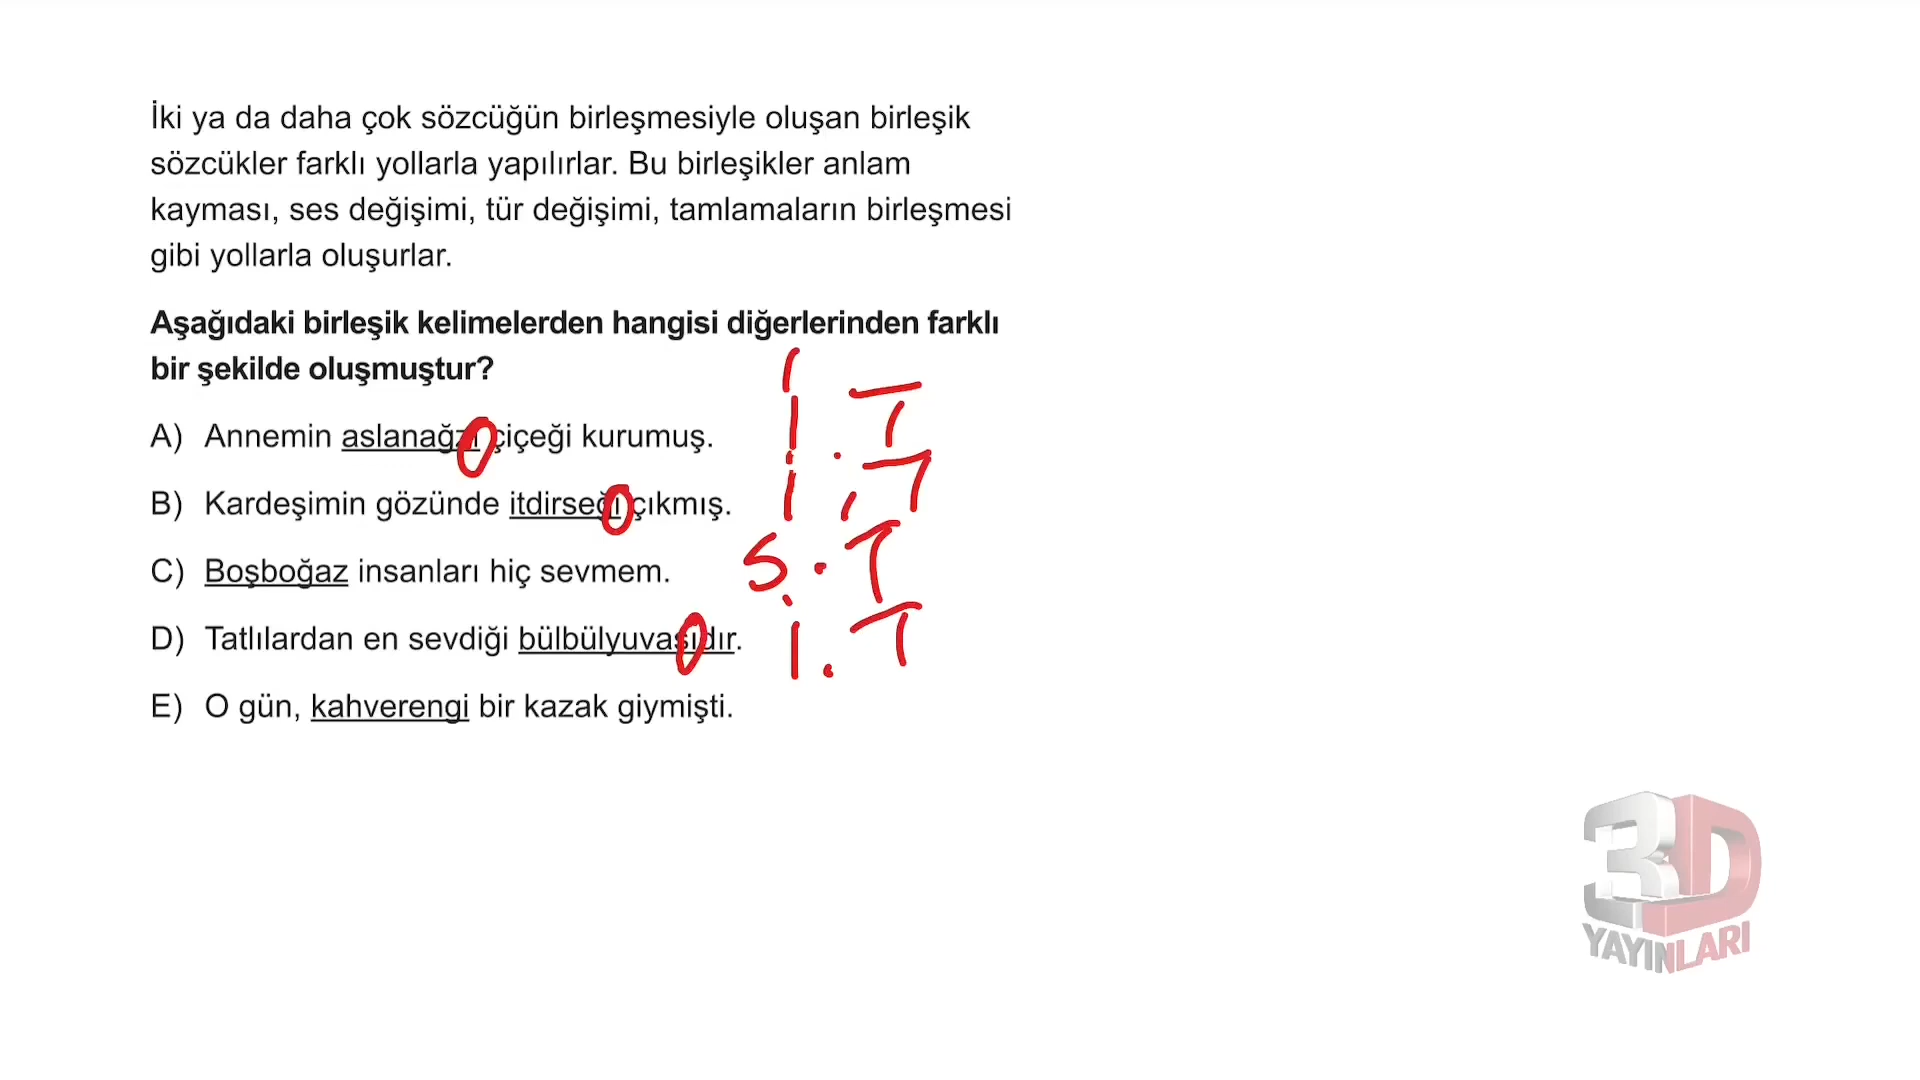 İki ya da daha çok sözcüğün birleşmesiyle oluşan birleşik
sözcükler farklı yollarla yapılırlar. Bu birleşikler anlam
kayması, ses değişimi, tür değişimi, tamlamaların birleşmesi
gibi yollarla oluşurlar.
Aşağıdaki birleşik kelimelerden hangisi diğerlerinden farklı
bir şekilde oluşmuştur?
A) Annemin aslanağzı çiçeği kurumuş.
İ.T
B) Kardeşimin gözünde itdirseği çıkmış.
İ.T
C) Boşboğaz insanları hiç sevmem.
S.T
D) Tatlılardan en sevdiği bülbülyuvasıdır.
İ.T
E) O gün, kahverengi bir kazak giymişti.
3D
YAYINLARI